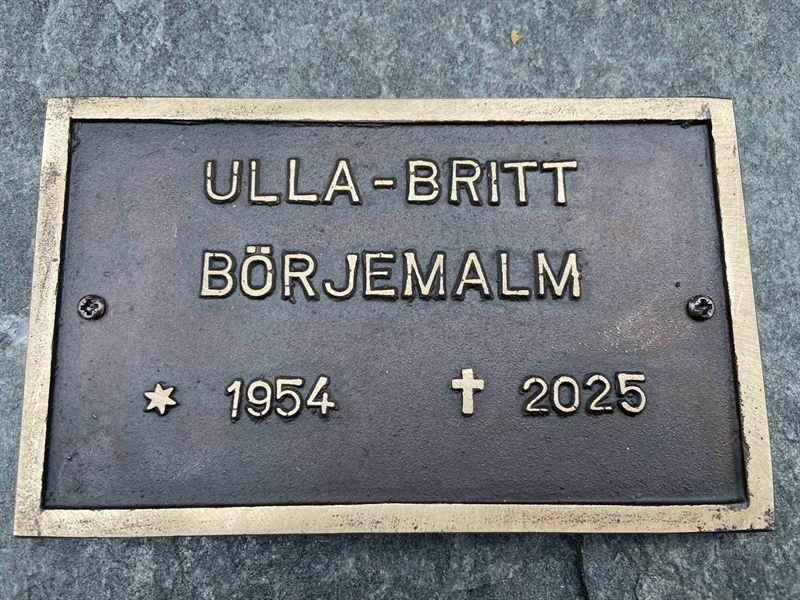 ULLA-BRITT
BÖRJEMALM
* 1954 † 2025